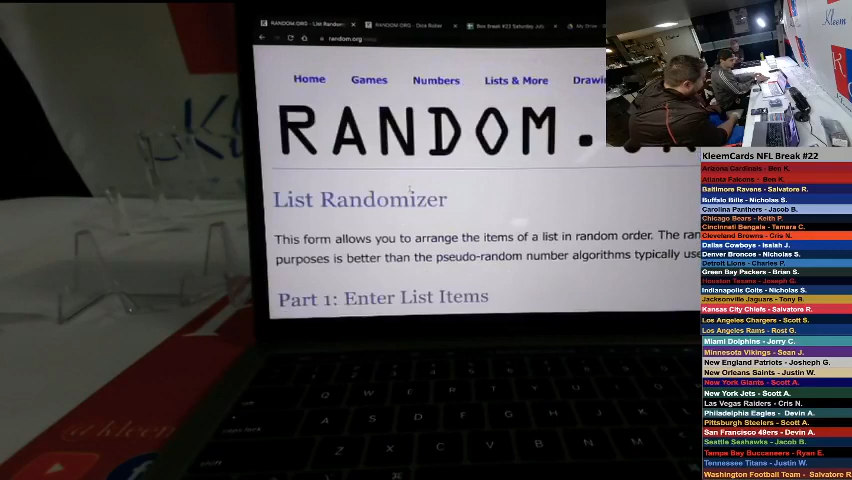 RANDOM.ORG - List Random
RANDOM.ORG - Dice Roller
Box Break #22 Saturday July
My Drive
random.org
Home Games Numbers Lists & More Drawin
RANDOM.
List Randomizer
This form allows you to arrange the items of a list in random order. The ran
purposes is better than the pseudo-random number algorithms typically use
Part 1: Enter List Items
Kleem
KleemCards NFL Break #22
Arizona Cardinals - Ben K.
Atlanta Falcons - Ben K.
Baltimore Ravens - Salvatore R.
Buffalo Bills - Nicholas S.
Carolina Panthers - Jacob B.
Chicago Bears - Keith P.
Cincinnati Bengals - Tamara C.
Cleveland Browns - Cris N.
Dallas Cowboys - Isaiah J.
Denver Broncos - Nicholas S.
Detroit Lions - Charles P.
Green Bay Packers - Brian S.
Houston Texans - Joseph G.
Indianapolis Colts - Nicholas S.
Jacksonville Jaguars - Tony B.
Kansas City Chiefs - Salvatore R.
Los Angeles Chargers - Scott S.
Los Angeles Rams - Rost G.
Miami Dolphins - Jerry C.
Minnesota Vikings - Sean J.
New England Patriots - Joseph G.
New Orleans Saints - Justin W.
New York Giants - Scott A.
New York Jets - Scott A.
Las Vegas Raiders - Cris N.
Philadelphia Eagles - Devin A.
Pittsburgh Steelers - Scott A.
San Francisco 49ers - Devin A.
Seattle Seahawks - Jacob B.
Tampa Bay Buccaneers - Ryan E.
Tennessee Titans - Justin W.
Washington Football Team - Salvatore R
Q W E R T Y U
A S D F G H J K
Z X C V B N M